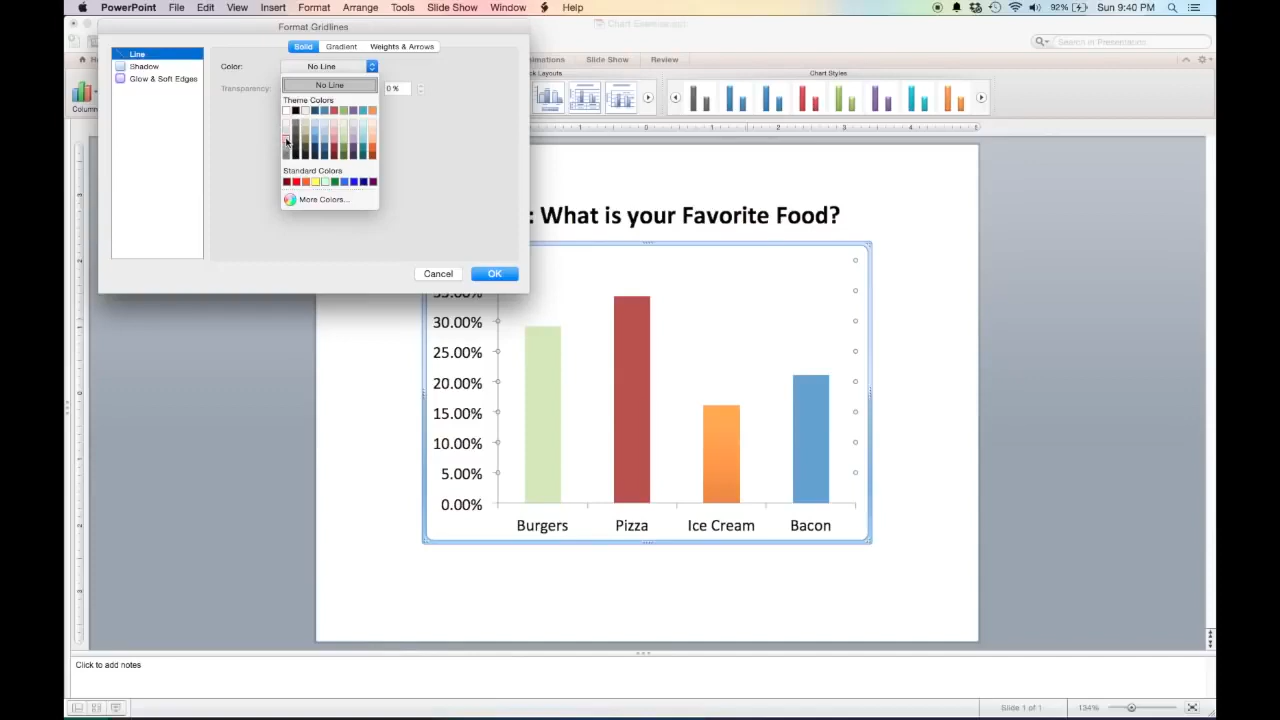 PowerPoint File Edit View Insert Format Arrange Tools Slide Show Window Help 92% Sun 9:40 PM
Format Gridlines
Line
Shadow
Glow & Soft Edges
Solid Gradient Weights & Arrows
Color: No Line
Transparency: 0 %
No Line
Theme Colors
Standard Colors
More Colors...
Cancel OK
Search in Presentation
Slide Show Review
Chart Styles
Layouts
: What is your Favorite Food?
30.00%
25.00%
20.00%
15.00%
10.00%
5.00%
0.00%
Burgers Pizza Ice Cream Bacon
Click to add notes
Slide 1 of 1 134%